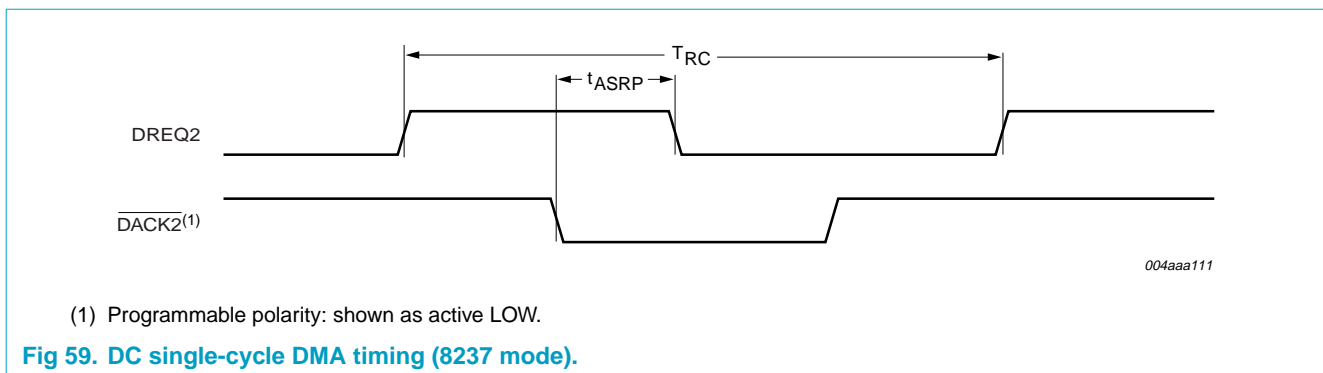 T_RC
t_ASRP
DREQ2
DACK2(1)
004aaa111
(1) Programmable polarity: shown as active LOW.
Fig 59. DC single-cycle DMA timing (8237 mode).